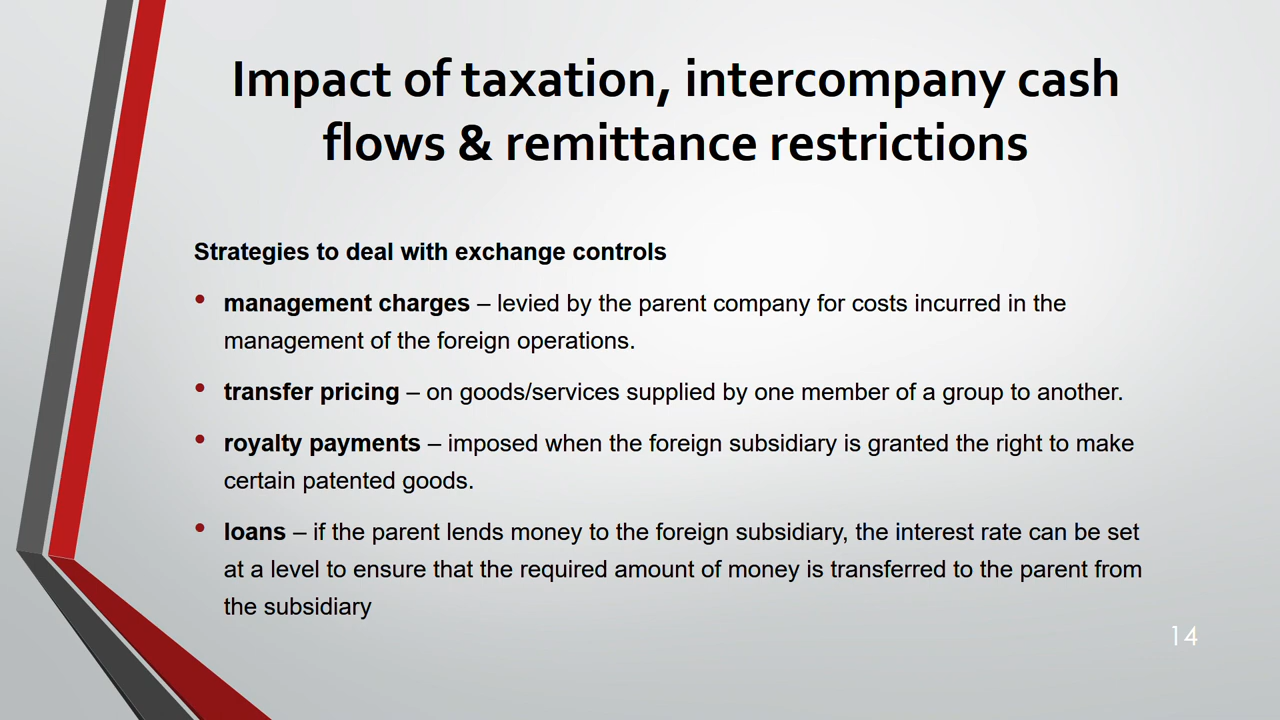 Impact of taxation, intercompany cash
flows & remittance restrictions
Strategies to deal with exchange controls
• management charges – levied by the parent company for costs incurred in the
management of the foreign operations.
• transfer pricing – on goods/services supplied by one member of a group to another.
• royalty payments – imposed when the foreign subsidiary is granted the right to make
certain patented goods.
• loans – if the parent lends money to the foreign subsidiary, the interest rate can be set
at a level to ensure that the required amount of money is transferred to the parent from
the subsidiary
14